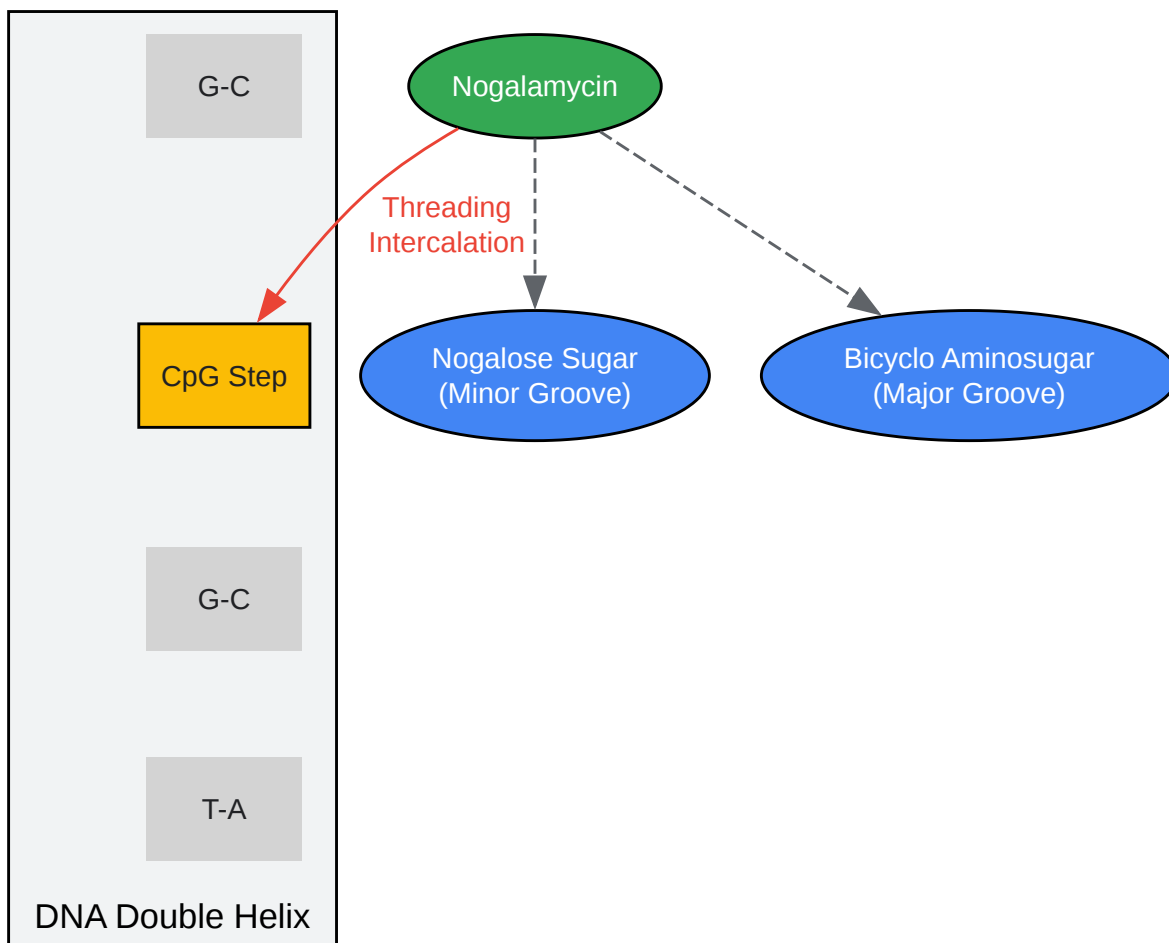 G-C
Nogalamycin
Threading
Intercalation
CpG Step
Nogalose Sugar
(Minor Groove)
Bicyclo Aminosugar
(Major Groove)
G-C
T-A
DNA Double Helix